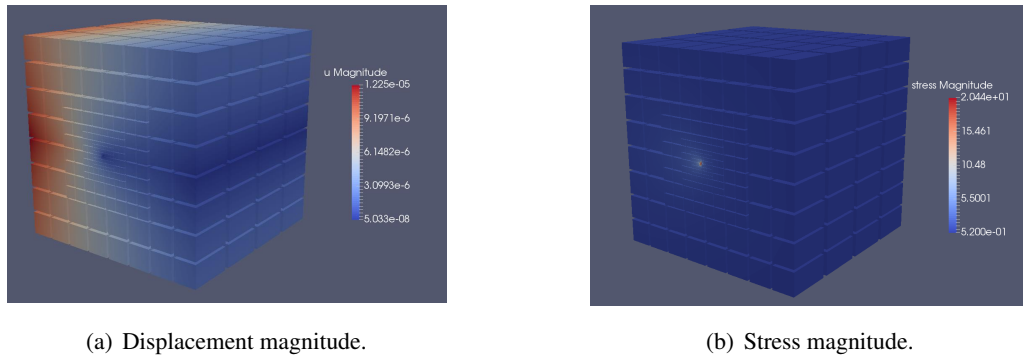 u Magnitude
1.225e-05
9.1971e-6
6.1482e-6
3.0993e-6
5.033e-08
stress Magnitude
2.044e+01
15.461
10.48
5.5001
5.200e-01
(a) Displacement magnitude.
(b) Stress magnitude.